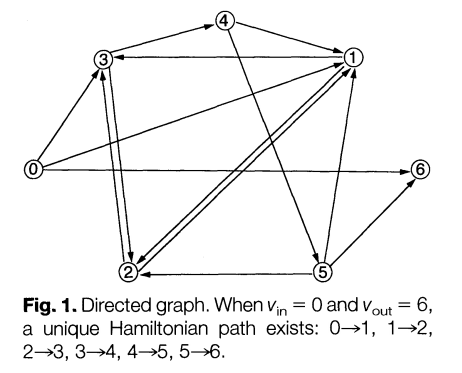 4
3
1
0
6
2
5
Fig. 1. Directed graph. When v_in = 0 and v_out = 6,
a unique Hamiltonian path exists: 0→1, 1→2,
2→3, 3→4, 4→5, 5→6.